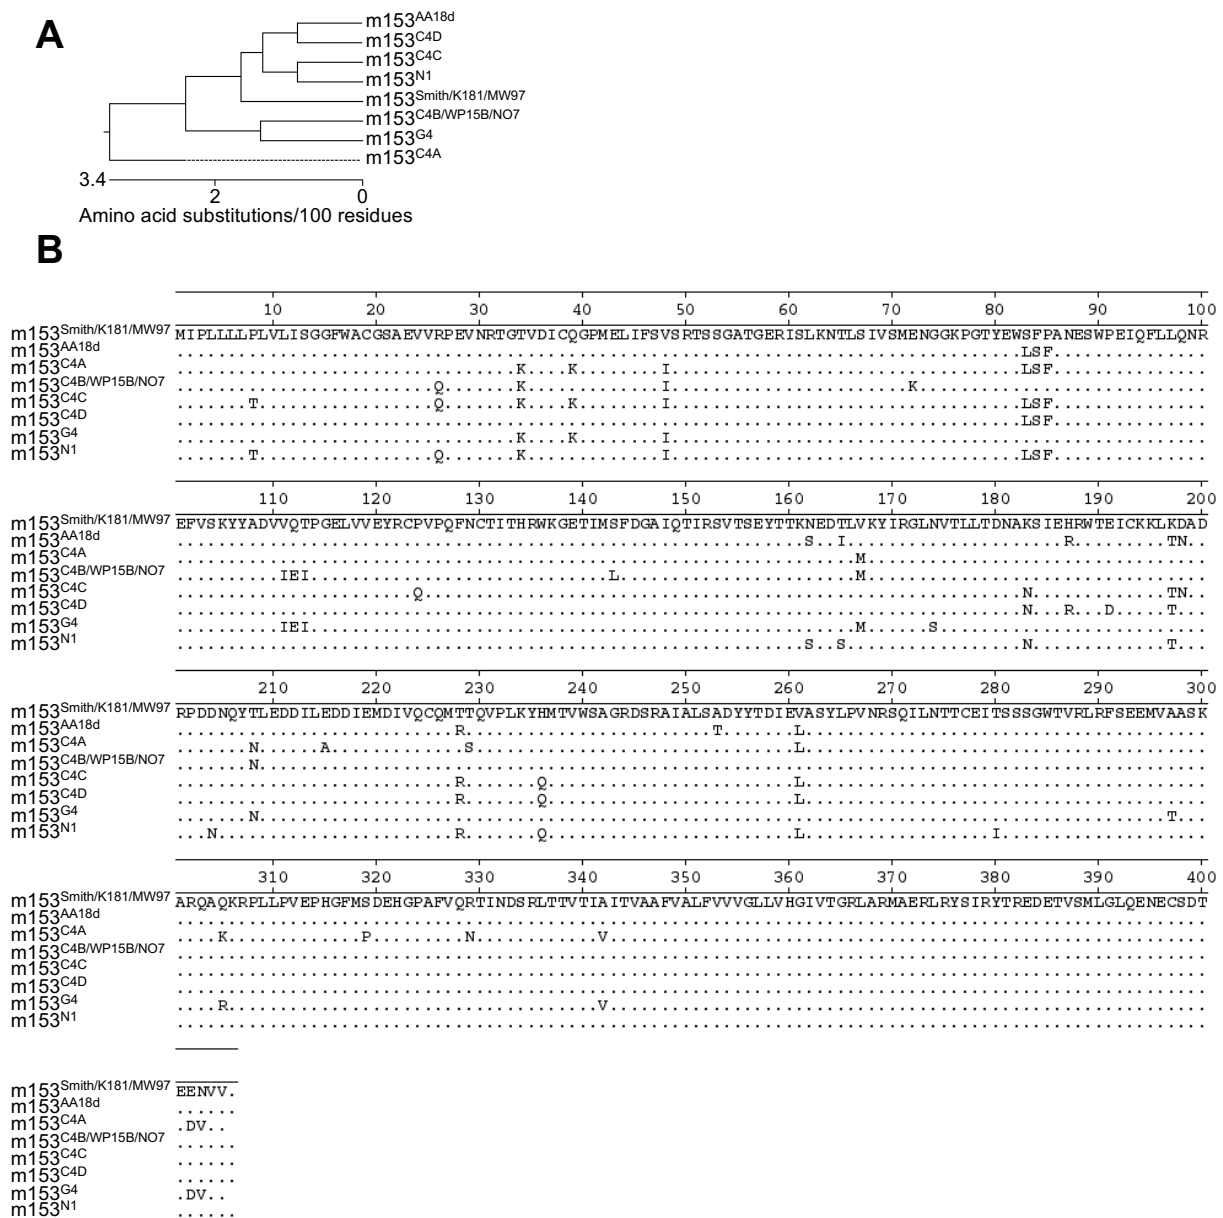 A
m153AA18d
m153C4D
m153C4C
m153N1
m153Smith/K181/MW97
m153C4B/WP15B/NO7
m153G4
m153C4A
3.4 2 0
Amino acid substitutions/100 residues
B
10 20 30 40 50 60 70 80 90 100
m153Smith/K181/MW97 MIPLLLLPLVLISGGFWACGSAEVVRPEVNRTGTVDICQGPMELIFSVSRTSSGATGERISLKNTLSIVSMENGGKPGTYEWSFPANESWPEIQFLLQNR
m153AA18d ..................................................................................LSF...............
m153C4A .................................K....K........I..................................LSF...............
m153C4B/WP15B/NO7 .........................Q.......K.............I.......................K............................
m153C4C .......T.................Q.......K....K........I..................................LSF...............
m153C4D ..................................................................................LSF...............
m153G4 .................................K....K........I....................................................
m153N1 .......T.................Q.......K.............I..................................LSF...............
110 120 130 140 150 160 170 180 190 200
m153Smith/K181/MW97 EFVSKYYADVVQTPGELVVEYRCPVPQFNCTITHRWKGETIMSFDGAIQTIRSVTSEYTTKNEDTLVKYIRGLNVTLLTDNAKSIEHRWTEICKKLKDAD
m153AA18d .............................................................S..I.....................R.........TN..
m153C4A ..................................................................M.................................
m153C4B/WP15B/NO7 ..........IEI.............................L.......................M.................................
m153C4C .......................Q..........................................................N.............TN..
m153C4D ..................................................................................N...R...D.....T...
m153G4 ..........IEI.....................................................M......S..........................
m153N1 .............................................................S..S.................N.............T...
210 220 230 240 250 260 270 280 290 300
m153Smith/K181/MW97 RPDDNQYTLEDDILEDDIEMDIVQCQMTTQVPLKYHMTVWSAGRDSRAIALSADYYTDIEVASYLPVNRSQILNTTCEITSSSGWTVRLRFSEEMVAASK
m153AA18d ...........................R........................T.......L.......................................
m153C4A .......N......A.............S.......................................................................
m153C4B/WP15B/NO7 .......N............................................................................................
m153C4C ...........................R.......Q........................L.......................................
m153C4D ...........................R.......Q........................L.......................................
m153G4 .......N........................................................................................T...
m153N1 ...N.......................R.......Q........................L..................I....................
310 320 330 340 350 360 370 380 390 400
m153Smith/K181/MW97 ARQAQKRPLLPVEPHGFMSDEHGPAFVQRTINDSRLTTVTIAITVAAFVALFVVVGLLVHGIVTGRLARMAERLRYSIRYTREDETVSMLGLQENECSDT
m153AA18d ....................................................................................................
m153C4A ....K.............P.........N............V..........................................................
m153C4B/WP15B/NO7 ....................................................................................................
m153C4C ....................................................................................................
m153C4D ....................................................................................................
m153G4 ....R....................................V..........................................................
m153N1 ....................................................................................................
m153Smith/K181/MW97 EENVV.
m153AA18d ......
m153C4A .DV...
m153C4B/WP15B/NO7 ......
m153C4C ......
m153C4D ......
m153G4 .DV...
m153N1 ......